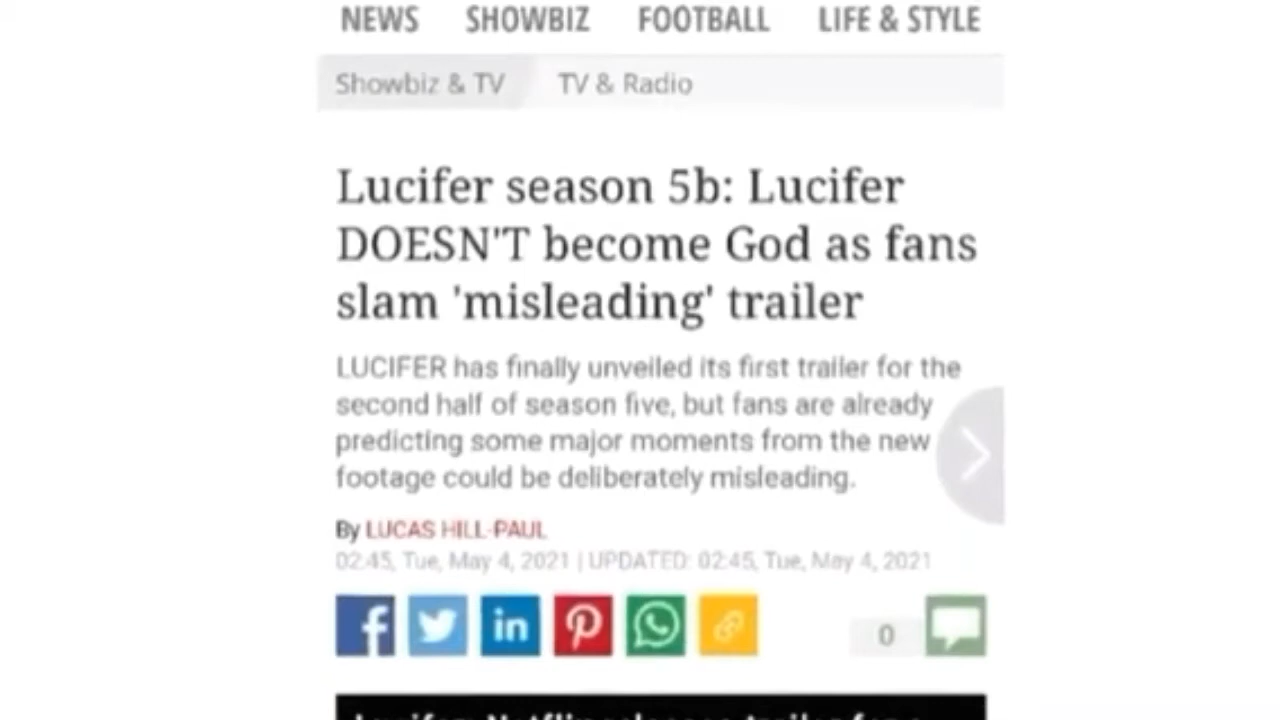 NEWS SHOWBIZ FOOTBALL LIFE & STYLE
Showbiz & TV TV & Radio
Lucifer season 5b: Lucifer
DOESN'T become God as fans
slam 'misleading' trailer
LUCIFER has finally unveiled its first trailer for the
second half of season five, but fans are already
predicting some major moments from the new
footage could be deliberately misleading.
By LUCAS HILL-PAUL
02:45, Tue, May 4, 2021 | UPDATED: 02:45, Tue, May 4, 2021
0